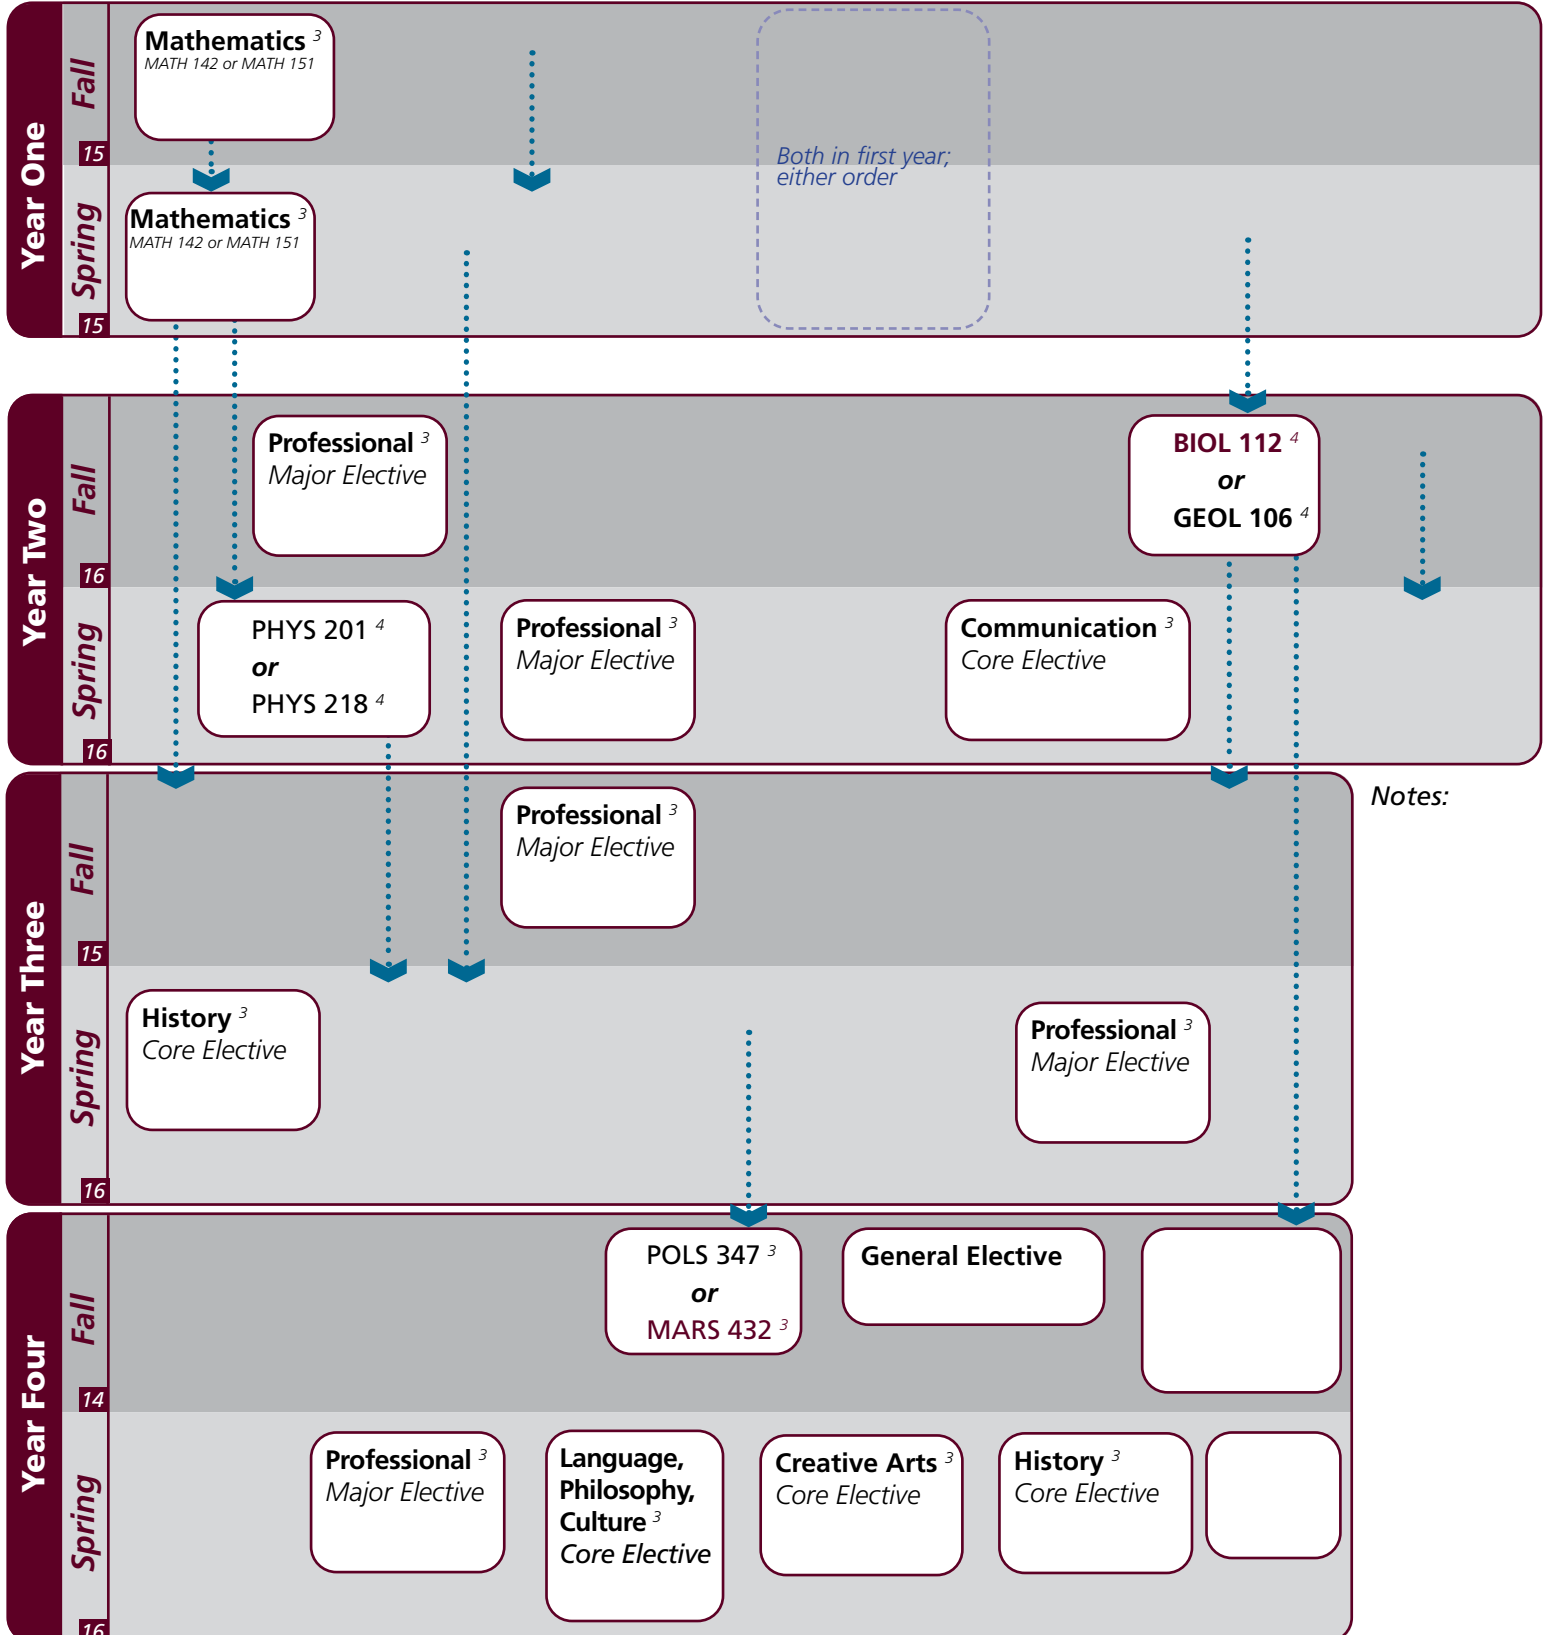 Year One
Fall
15
Mathematics 3
MATH 142 or MATH 151
Both in first year;
either order
Spring
15
Mathematics 3
MATH 142 or MATH 151
Year Two
Fall
16
Professional 3
Major Elective
BIOL 112 4
or
GEOL 106 4
Spring
16
PHYS 201 4
or
PHYS 218 4
Professional 3
Major Elective
Communication 3
Core Elective
Year Three
Fall
15
Professional 3
Major Elective
Notes:
Spring
16
History 3
Core Elective
Professional 3
Major Elective
Year Four
Fall
14
POLS 347 3
or
MARS 432 3
General Elective
Spring
16
Professional 3
Major Elective
Language,
Philosophy,
Culture 3
Core Elective
Creative Arts 3
Core Elective
History 3
Core Elective